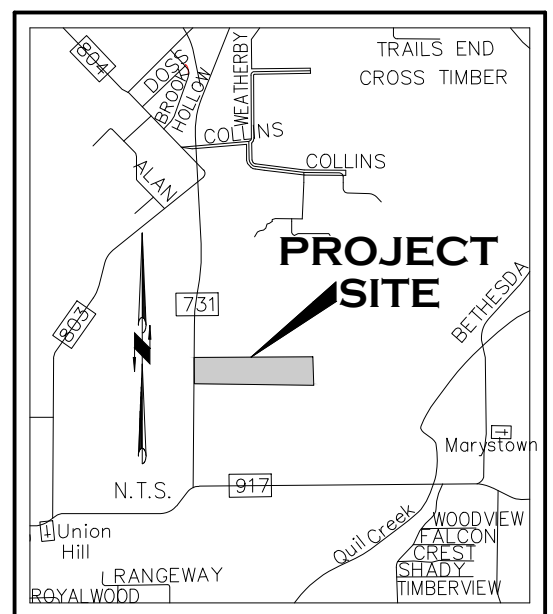 804
DOSS
BROOK
HOLLOW
WEATHERBY
TRAILS END
CROSS TIMBER
COLLINS
COLLINS
ALAN
PROJECT
SITE
731
803
BETHESDA
N
Marystown
N.T.S.
917
Union
Hill
Quil Creek
WOODVIEW
FALCON
CREST
SHADY
TIMBERVIEW
RANGEWAY
ROYALWOOD